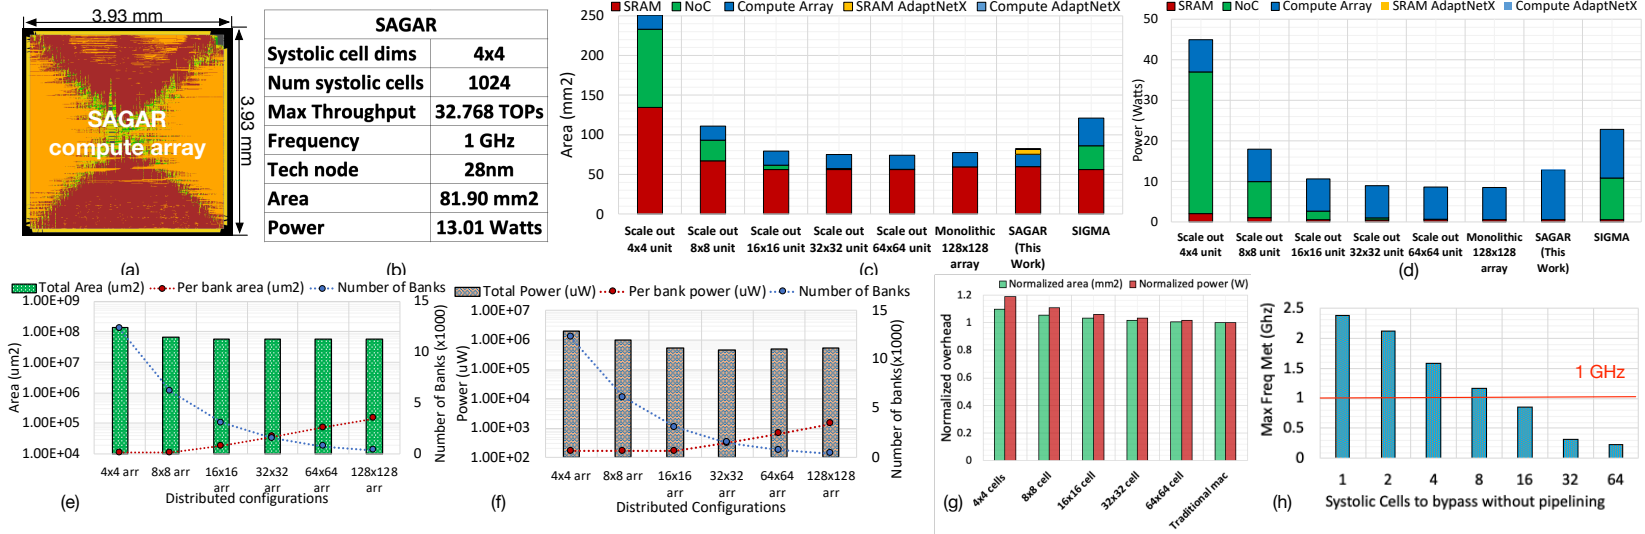 3.93 mm
3.93 mm
SAGAR
compute array
(a)
SAGAR
Systolic cell dims 4x4
Num systolic cells 1024
Max Throughput 32.768 TOPs
Frequency 1 GHz
Tech node 28nm
Area 81.90 mm2
Power 13.01 Watts
(b)
SRAM NoC Compute Array SRAM AdaptNetX Compute AdaptNetX
Area (mm2)
250
200
150
100
50
0
Scale out 4x4 unit
Scale out 8x8 unit
Scale out 16x16 unit
Scale out 32x32 unit
Scale out 64x64 unit
Monolithic 128x128 array
SAGAR (This Work)
SIGMA
(c)
SRAM NoC Compute Array SRAM AdaptNetX Compute AdaptNetX
Power (Watts)
50
40
30
20
10
0
Scale out 4x4 unit
Scale out 8x8 unit
Scale out 16x16 unit
Scale out 32x32 unit
Scale out 64x64 unit
Monolithic 128x128 array
SAGAR (This Work)
SIGMA
(d)
Total Area (um2) Per bank area (um2) Number of Banks
Area (um2)
1.00E+09
1.00E+08
1.00E+07
1.00E+06
1.00E+05
1.00E+04
15
10
5
0
Number of Banks (x1000)
4x4 arr 8x8 arr 16x16 arr 32x32 arr 64x64 arr 128x128 arr
Distributed configurations
(e)
Total Power (uW) Per bank power (uW) Number of Banks
Power (uW)
1.00E+07
1.00E+06
1.00E+05
1.00E+04
1.00E+03
1.00E+02
15
10
5
0
Number of banks(x1000)
4x4 arr 8x8 arr 16x16 arr 32x32 arr 64x64 arr 128x128 arr
Distributed Configurations
(f)
Normalized area (mm2) Normalized power (W)
Normalized overhead
1.2
1
0.8
0.6
0.4
0.2
0
4x4 cells 8x8 cell 16x16 cell 32x32 cell 64x64 cell Traditional mac
(g)
Max Freq Met (Ghz)
2.5
2
1.5
1
0.5
0
1 GHz
1 2 4 8 16 32 64
Systolic Cells to bypass without pipelining
(h)